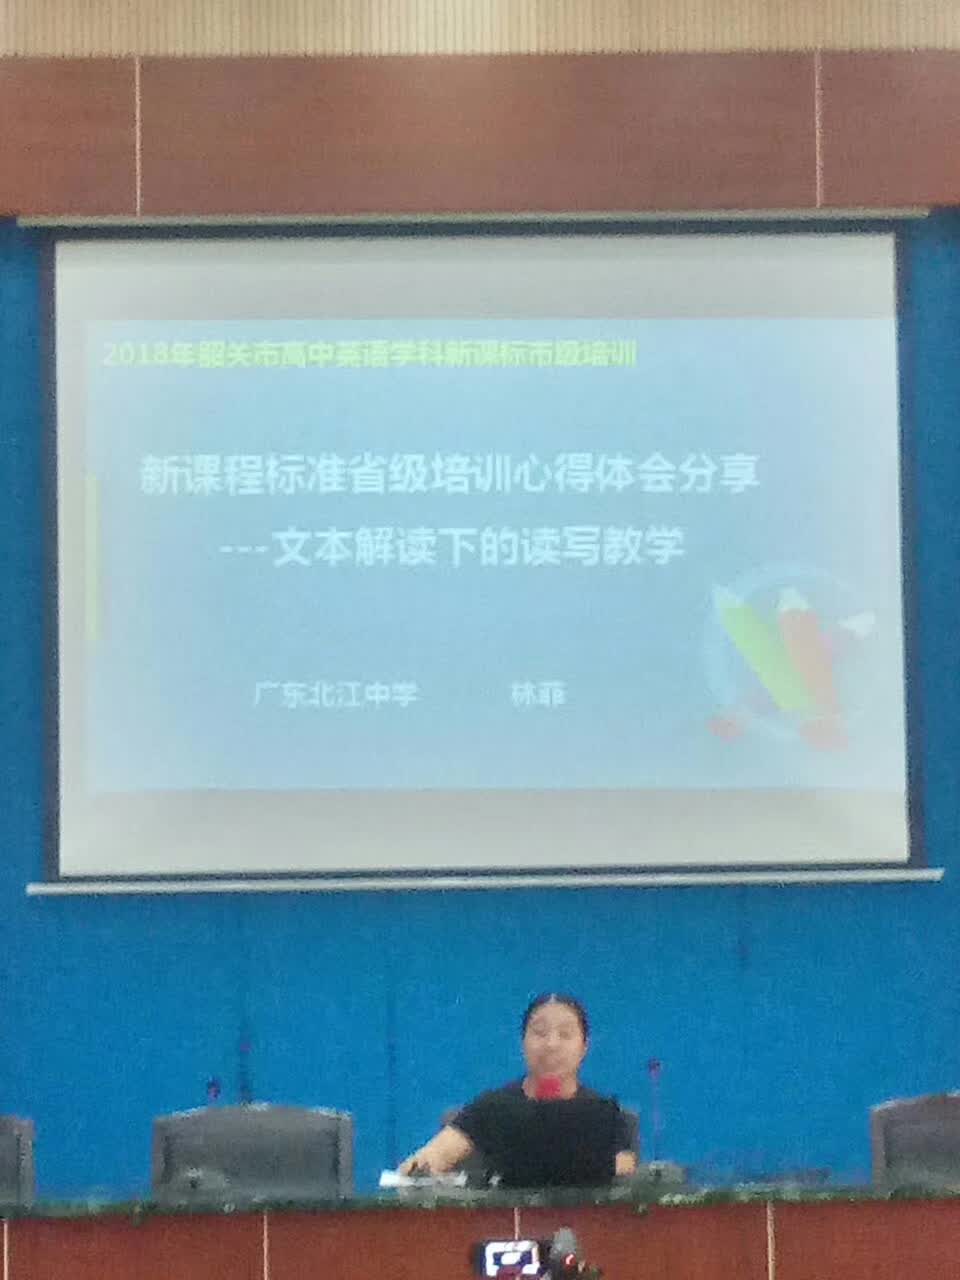 2018年韶关市高中英语学科新课标市级培训
新课程标准省级培训心得体会分享
---文本解读下的读写教学
广东北江中学 林菲